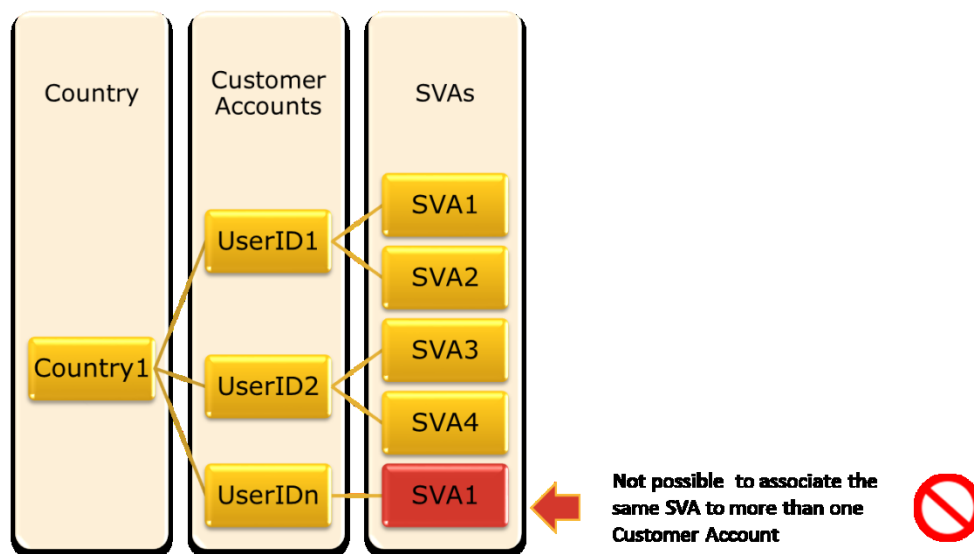 Country
Customer
Accounts
SVAs
Country1
UserID1
UserID2
UserIDn
SVA1
SVA2
SVA3
SVA4
SVA1
Not possible to associate the
same SVA to more than one
Customer Account